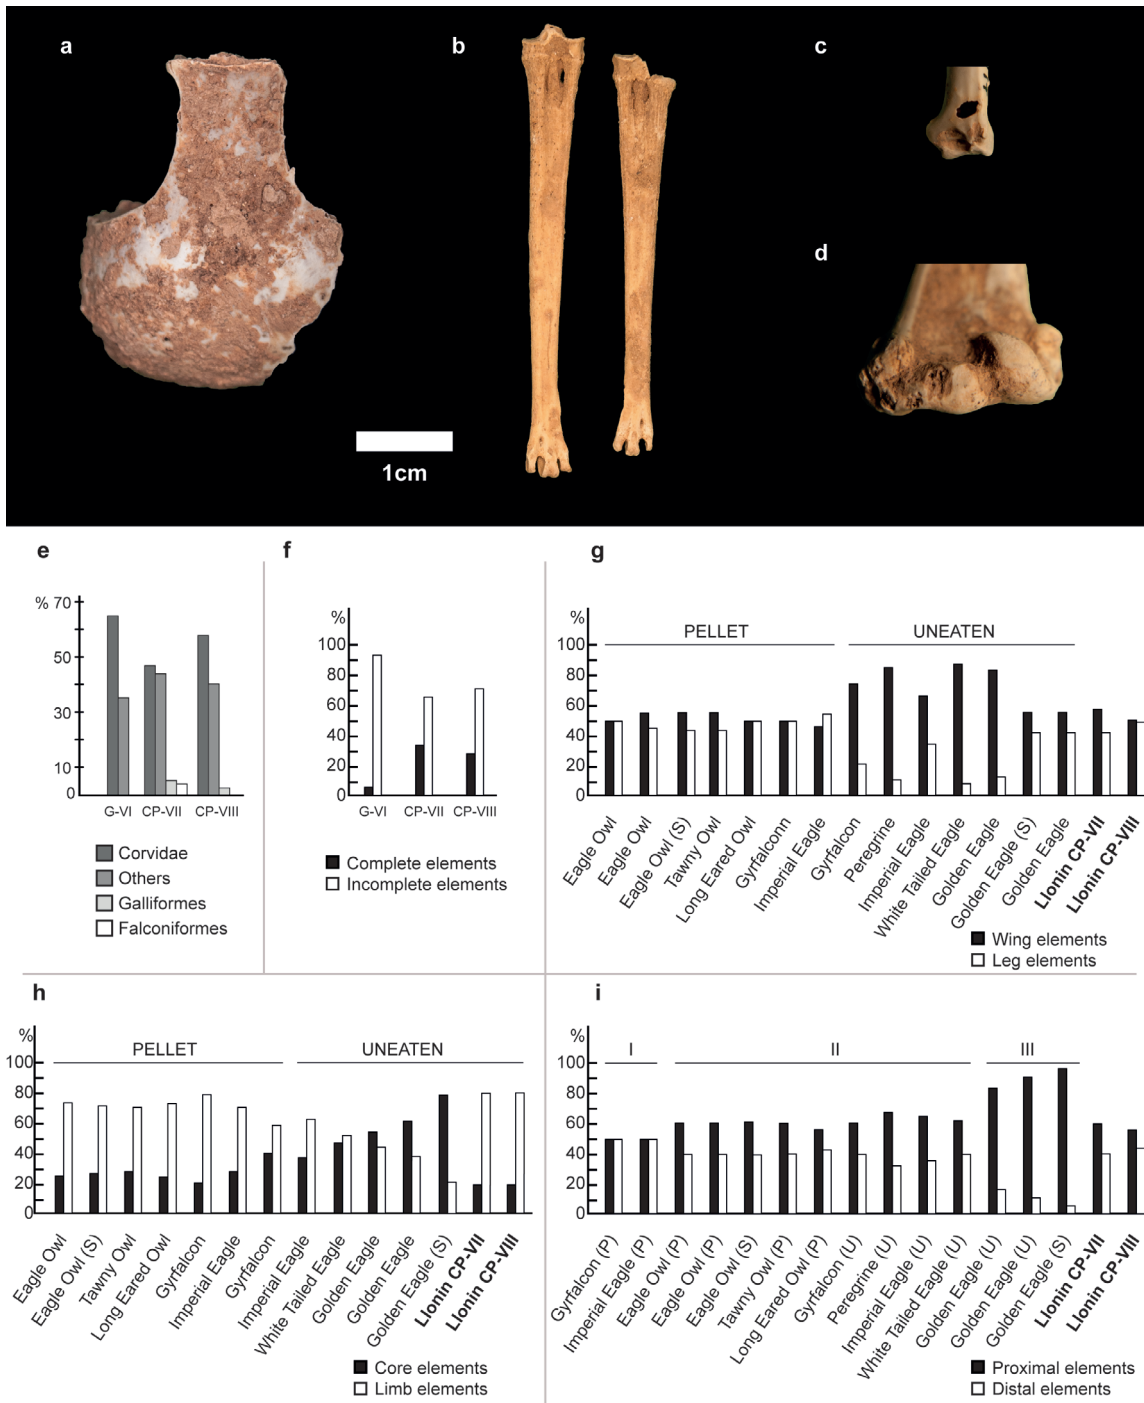 a
b
c
d
1cm
e
% 70
50
30
10
0
G-VI CP-VII CP-VIII
Corvidae
Others
Galliformes
Falconiformes
f
%
100
80
60
40
20
0
G-VI CP-VII CP-VIII
Complete elements
Incomplete elements
g
%
100
80
60
40
20
0
PELLET UNEATEN
Eagle Owl
Eagle Owl
Eagle Owl (S)
Tawny Owl
Long Eared Owl
Gyrfalconn
Imperial Eagle
Gyrfalcon
Peregrine
Imperial Eagle
White Tailed Eagle
Golden Eagle
Golden Eagle (S)
Golden Eagle
Llonin CP-VII
Llonin CP-VIII
Wing elements
Leg elements
h
%
100
80
60
40
20
0
PELLET UNEATEN
Eagle Owl
Eagle Owl (S)
Tawny Owl
Long Eared Owl
Gyrfalcon
Imperial Eagle
Gyrfalcon
Imperial Eagle
White Tailed Eagle
Golden Eagle
Golden Eagle
Golden Eagle (S)
Llonin CP-VII
Llonin CP-VIII
Core elements
Limb elements
i
%
100
80
60
40
20
0
I II III
Gyrfalcon (P)
Imperial Eagle (P)
Eagle Owl (P)
Eagle Owl (P)
Eagle Owl (S)
Tawny Owl (P)
Long Eared Owl (P)
Gyrfalcon (U)
Peregrine (U)
Imperial Eagle (U)
White Tailed Eagle (U)
Golden Eagle (U)
Golden Eagle (U)
Golden Eagle (S)
Llonin CP-VII
Llonin CP-VIII
Proximal elements
Distal elements